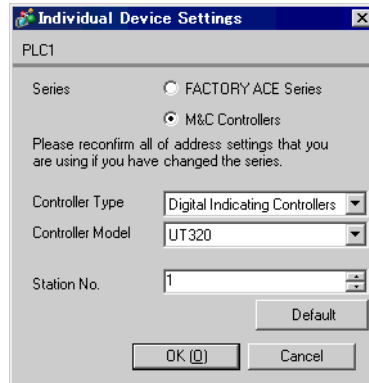 Individual Device Settings
PLC1
Series
FACTORY ACE Series
M&C Controllers
Please reconfirm all of address settings that you
are using if you have changed the series.
Controller Type
Digital Indicating Controllers
Controller Model
UT320
Station No.
1
Default
OK (O)
Cancel